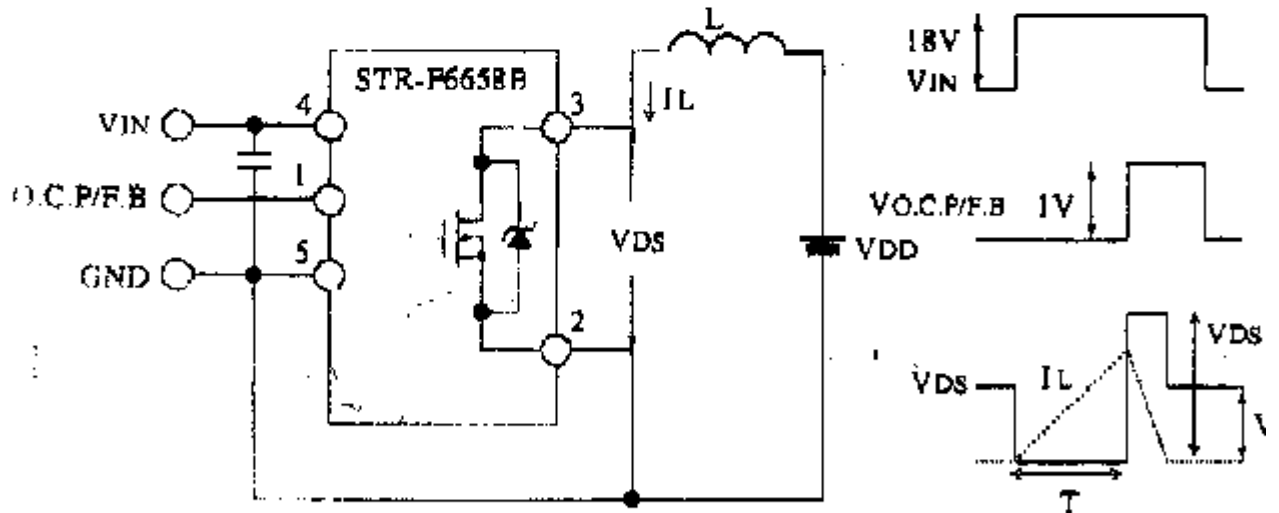 L
STR-F6658B
4
3
IL
VIN
1
O.C.P/F.B
VDS
VDD
5
GND
2
18V
VIN
VO.C.P/F.B
1V
VDS
IL
VDS
V
T